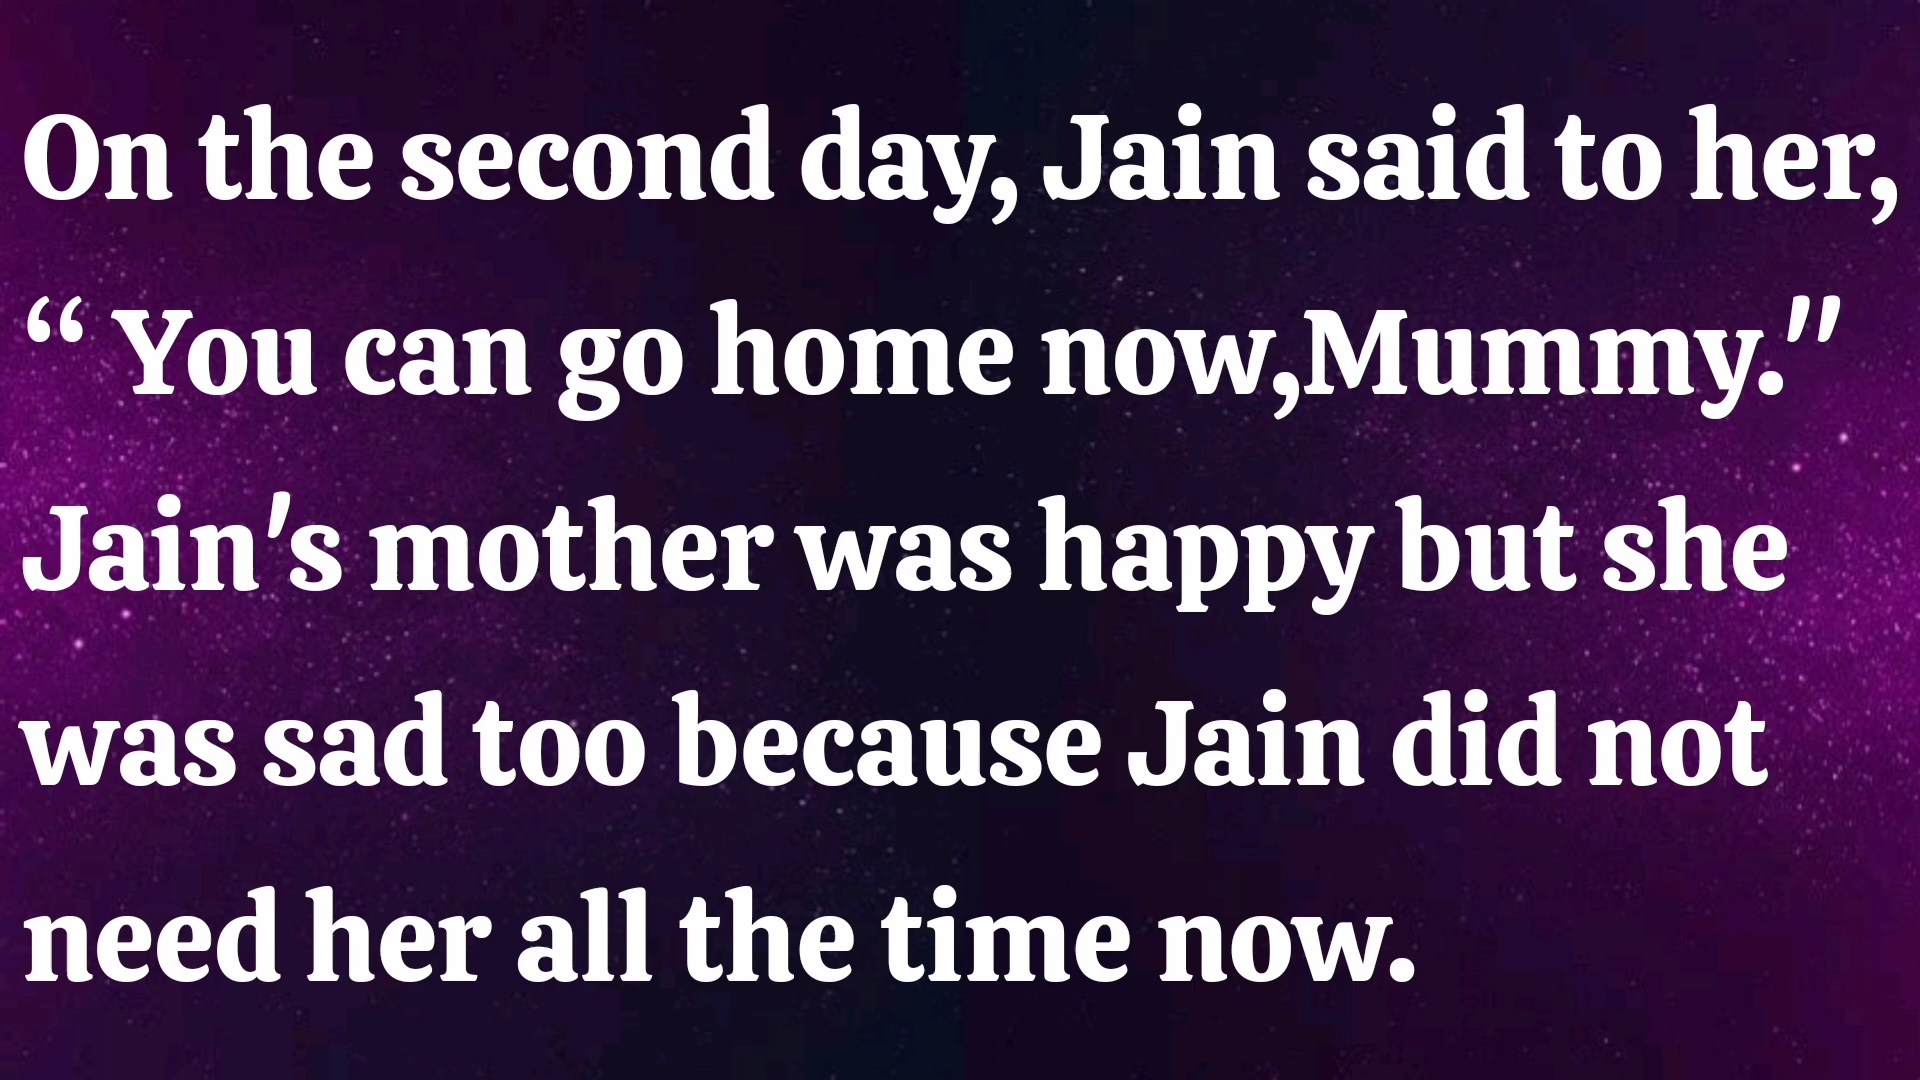 On the second day, Jain said to her,
“ You can go home now,Mummy."
Jain's mother was happy but she
was sad too because Jain did not
need her all the time now.